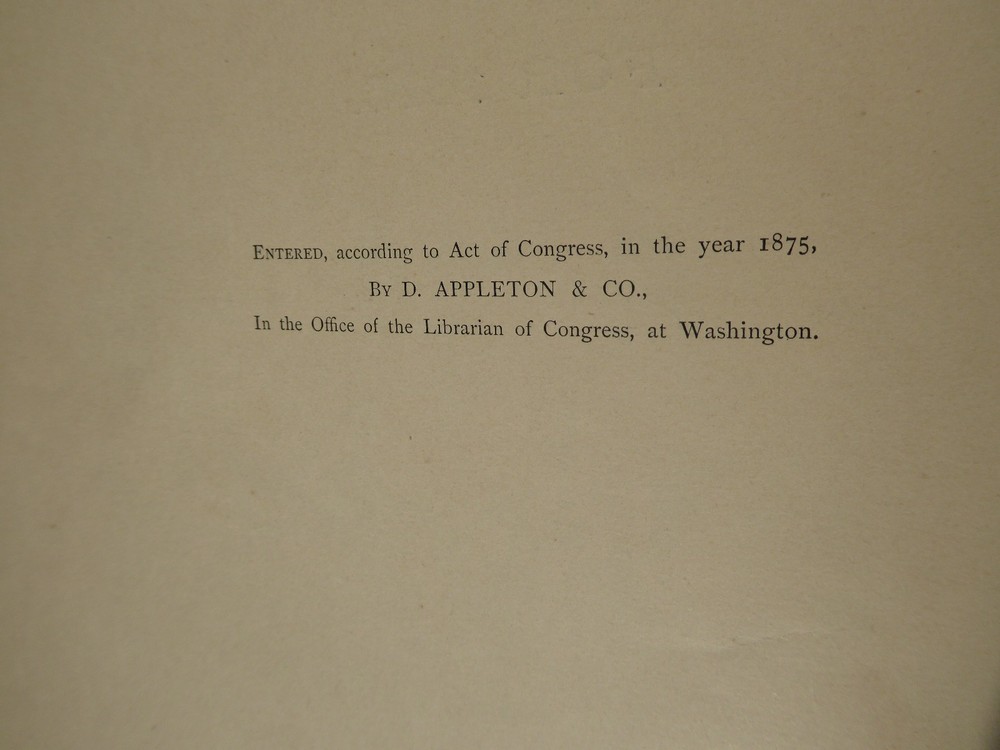 Entered, according to Act of Congress, in the year 1875,
By D. APPLETON & CO.,
In the Office of the Librarian of Congress, at Washington.